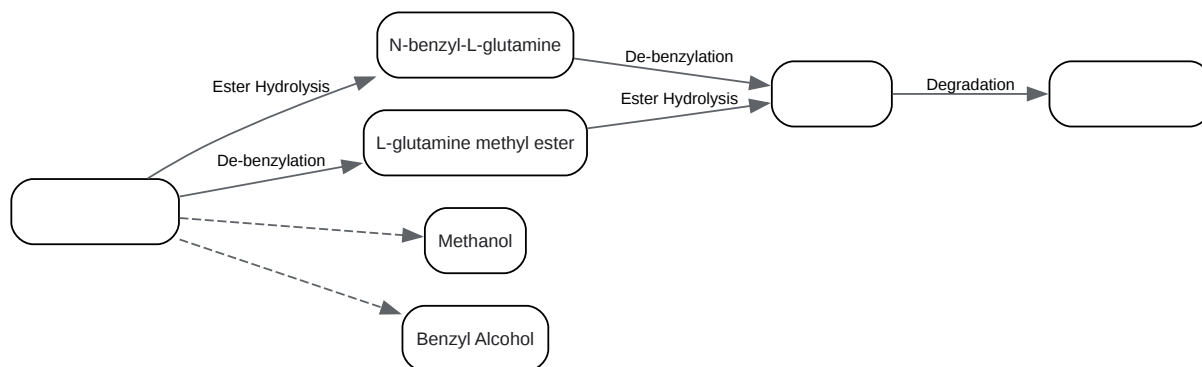 N-benzyl-L-glutamine
De-benzylation
Ester Hydrolysis
Degradation
Ester Hydrolysis
L-glutamine methyl ester
De-benzylation
Methanol
Benzyl Alcohol